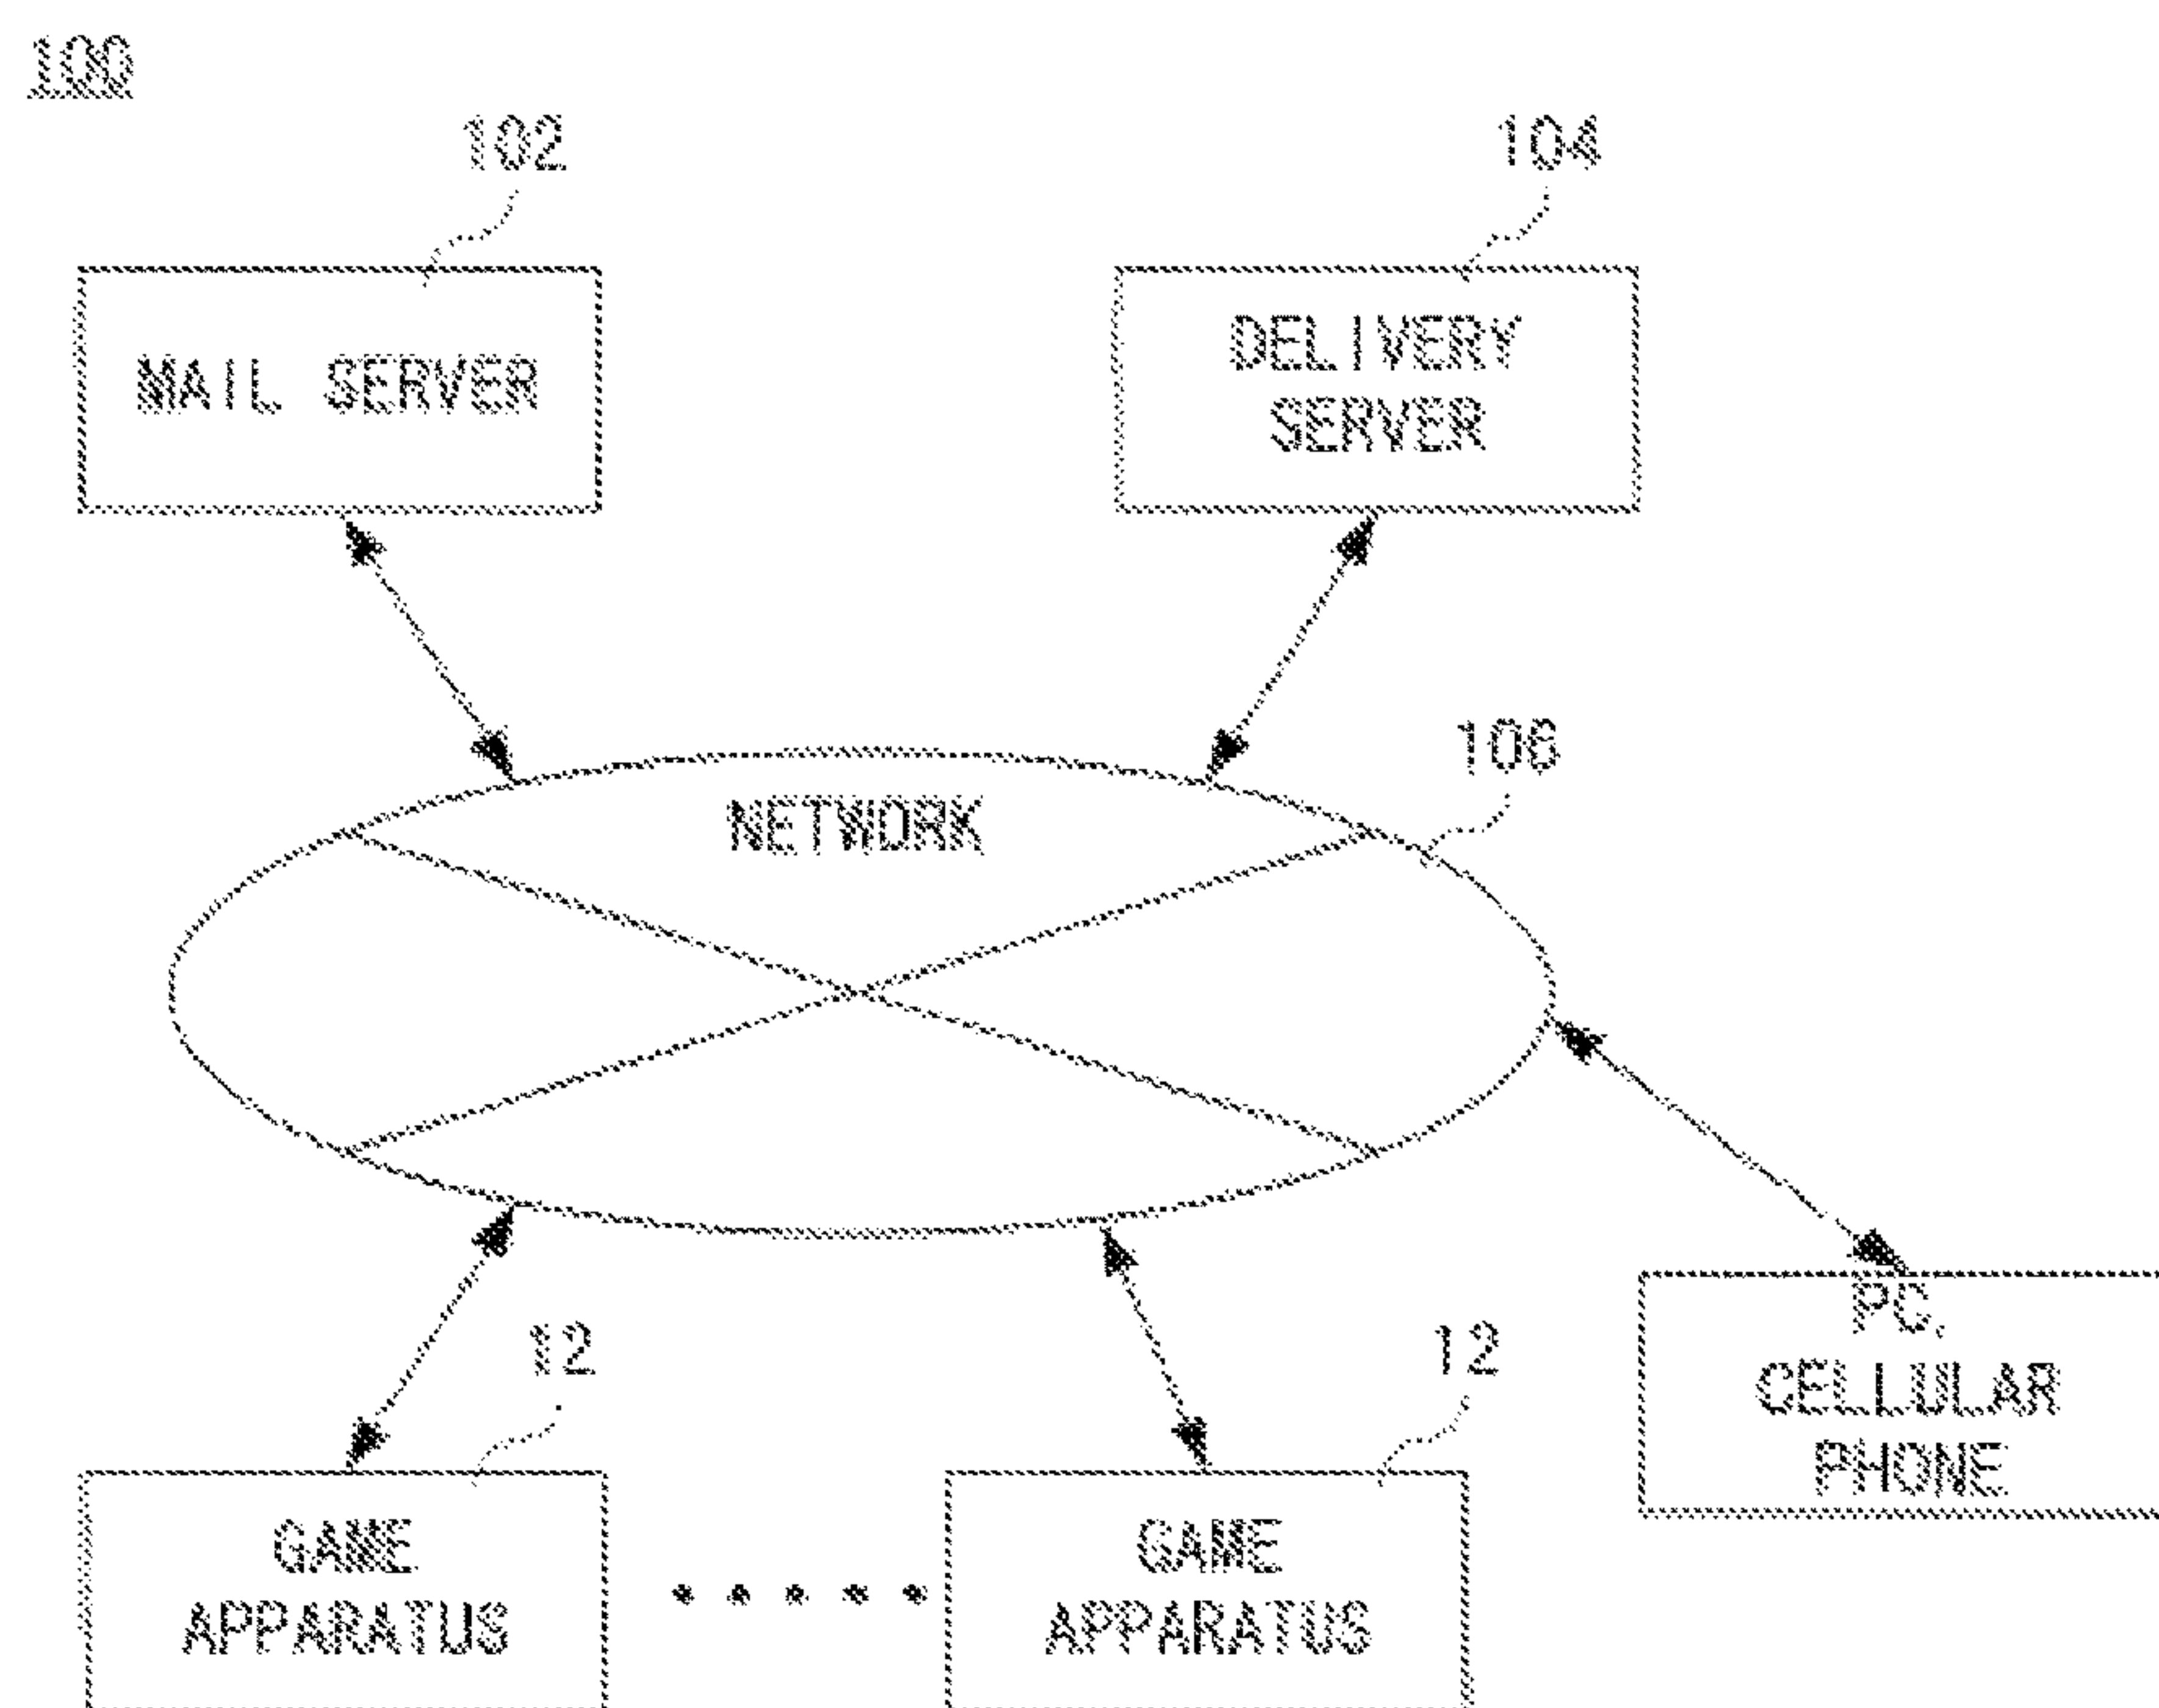 100
102
104
MAIL SERVER
DELIVERY
SERVER
106
NETWORK
12
12
PC,
CELLULAR
PHONE
GAME
APPARATUS
GAME
APPARATUS